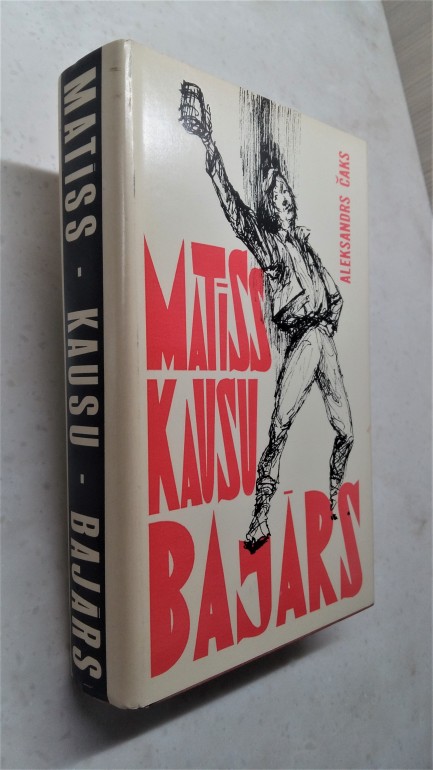 MATĪSS - KAUSU - BAJĀRS
ALEKSANDRS ČAKS
MATĪSS
KAUSU
BAJĀRS